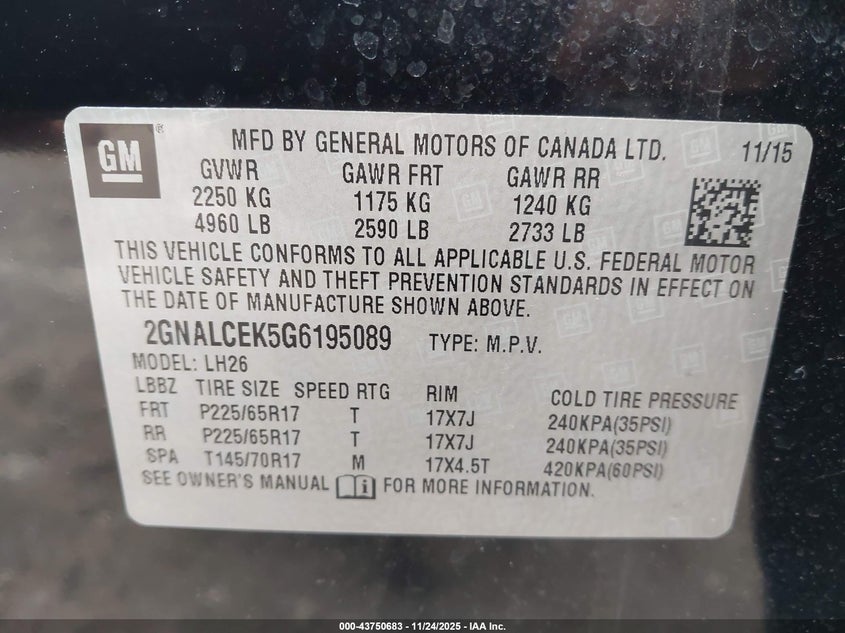 GM ® MFD BY GENERAL MOTORS OF CANADA LTD. 11/15
GVWR GAWR FRT GAWR RR
2250 KG 1175 KG 1240 KG
4960 LB 2590 LB 2733 LB
THIS VEHICLE CONFORMS TO ALL APPLICABLE U.S. FEDERAL MOTOR
VEHICLE SAFETY AND THEFT PREVENTION STANDARDS IN EFFECT ON
THE DATE OF MANUFACTURE SHOWN ABOVE.
2GNALCEK5G6195089 TYPE: M.P.V.
MODEL: LH26
LBBZ TIRE SIZE SPEED RTG RIM COLD TIRE PRESSURE
FRT P225/65R17 T 17X7J 240KPA(35PSI)
RR P225/65R17 T 17X7J 240KPA(35PSI)
SPA T145/70R17 M 17X4.5T 420KPA(60PSI)
SEE OWNER'S MANUAL i FOR MORE INFORMATION.
000-43750683 - 11/24/2025 - IAA Inc.